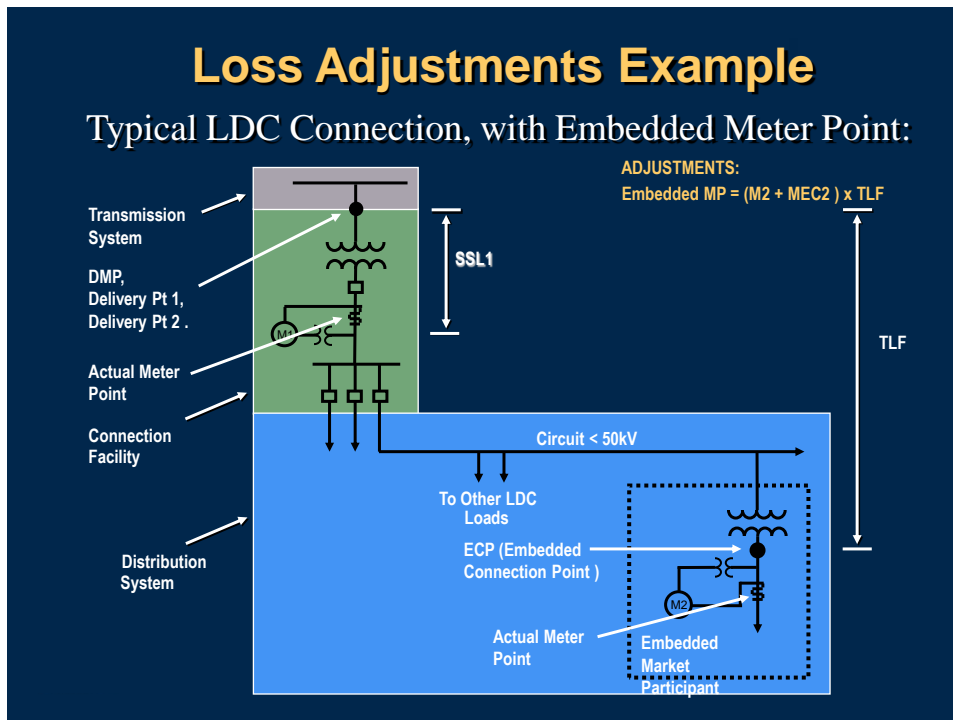 Loss Adjustments Example
Typical LDC Connection, with Embedded Meter Point:
ADJUSTMENTS:
Embedded MP = (M2 + MEC2 ) x TLF
Transmission
System
DMP,
Delivery Pt 1,
Delivery Pt 2 .
SSL1
M1
TLF
Actual Meter
Point
Connection
Facility
Circuit < 50kV
To Other LDC
Loads
ECP (Embedded
Connection Point )
Distribution
System
M2
Actual Meter
Point
Embedded
Market
Participant